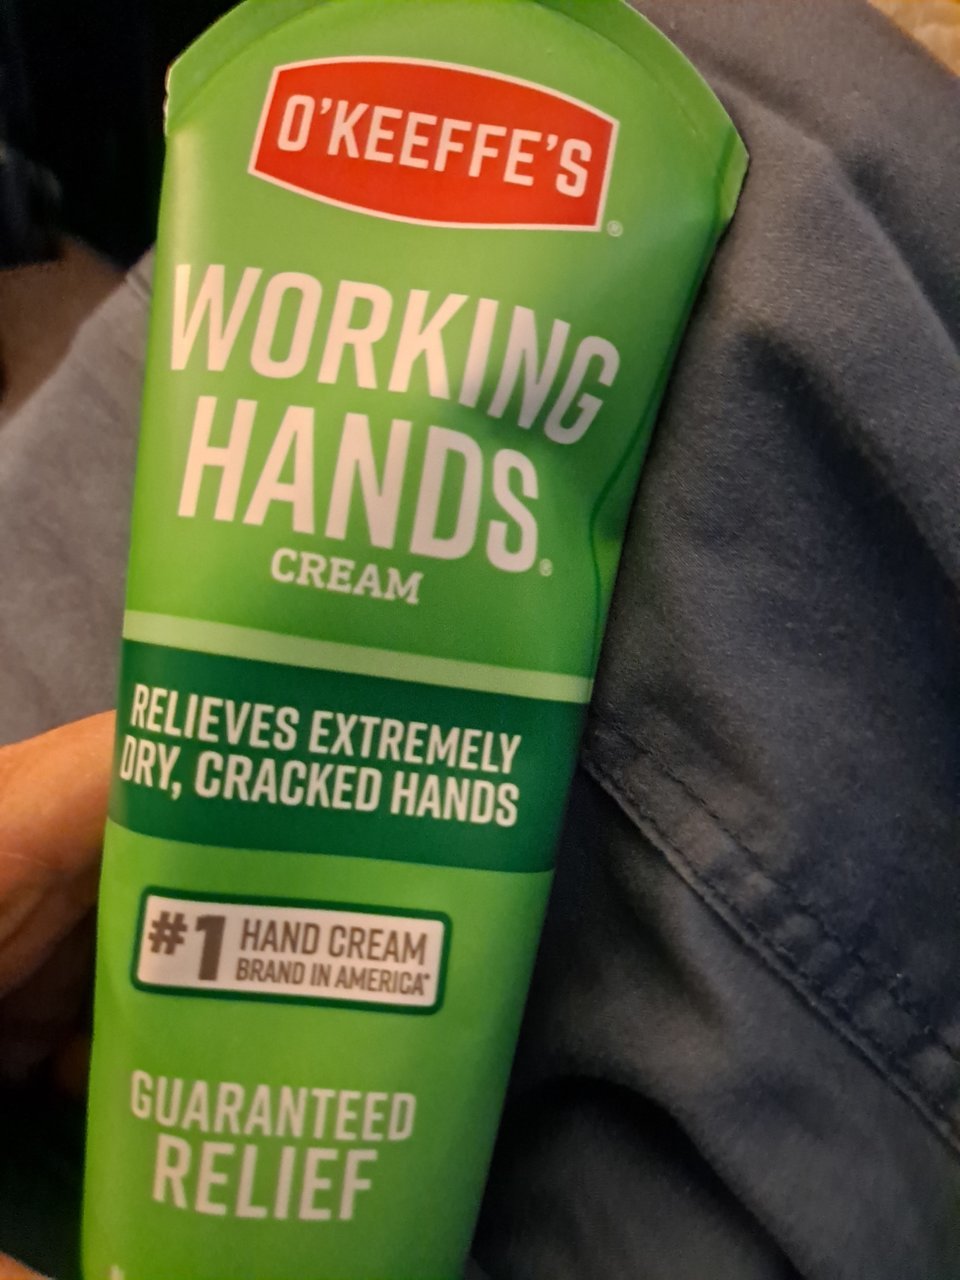 O'KEEFFE'S®
WORKING
HANDS®
CREAM
RELIEVES EXTREMELY
DRY, CRACKED HANDS
#1 HAND CREAM
BRAND IN AMERICA*
GUARANTEED
RELIEF